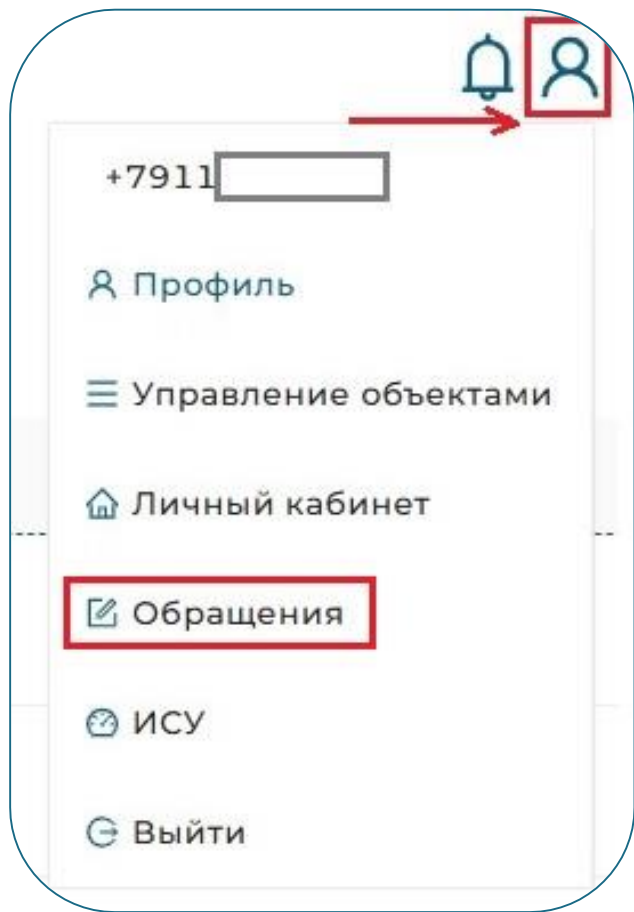 +7911
Профиль
Управление объектами
Личный кабинет
Обращения
ИСУ
Выйти